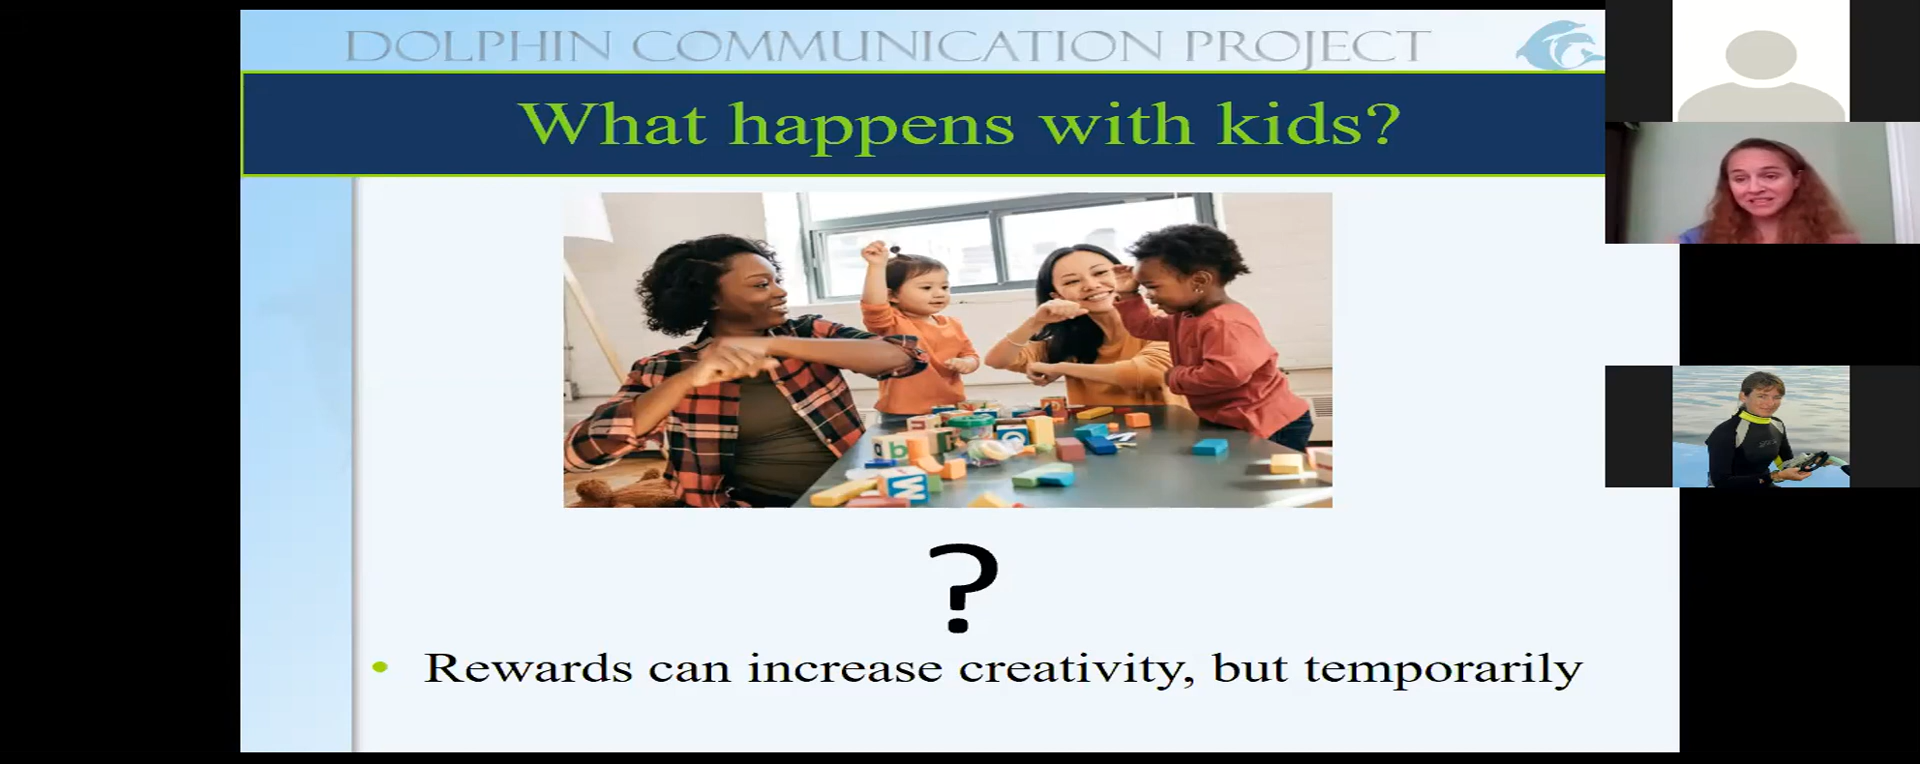 DOLPHIN COMMUNICATION PROJECT
What happens with kids?
a b
W
?
• Rewards can increase creativity, but temporarily